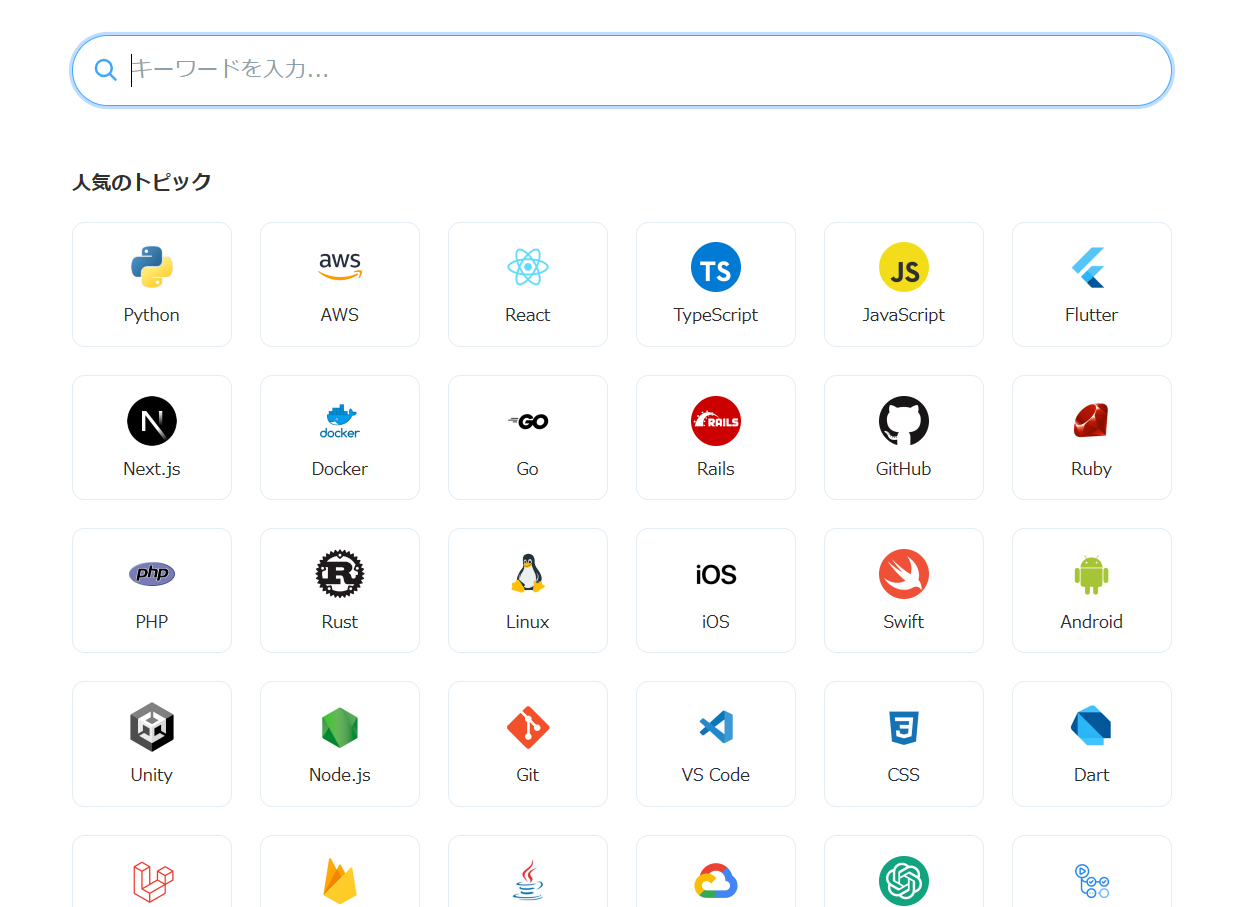 キーワードを入力...
人気のトピック
aws TS JS
Python AWS React TypeScript JavaScript Flutter
N docker GO RAILS
Next.js Docker Go Rails GitHub Ruby
php R iOS
PHP Rust Linux iOS Swift Android
3
Unity Node.js Git VS Code CSS Dart